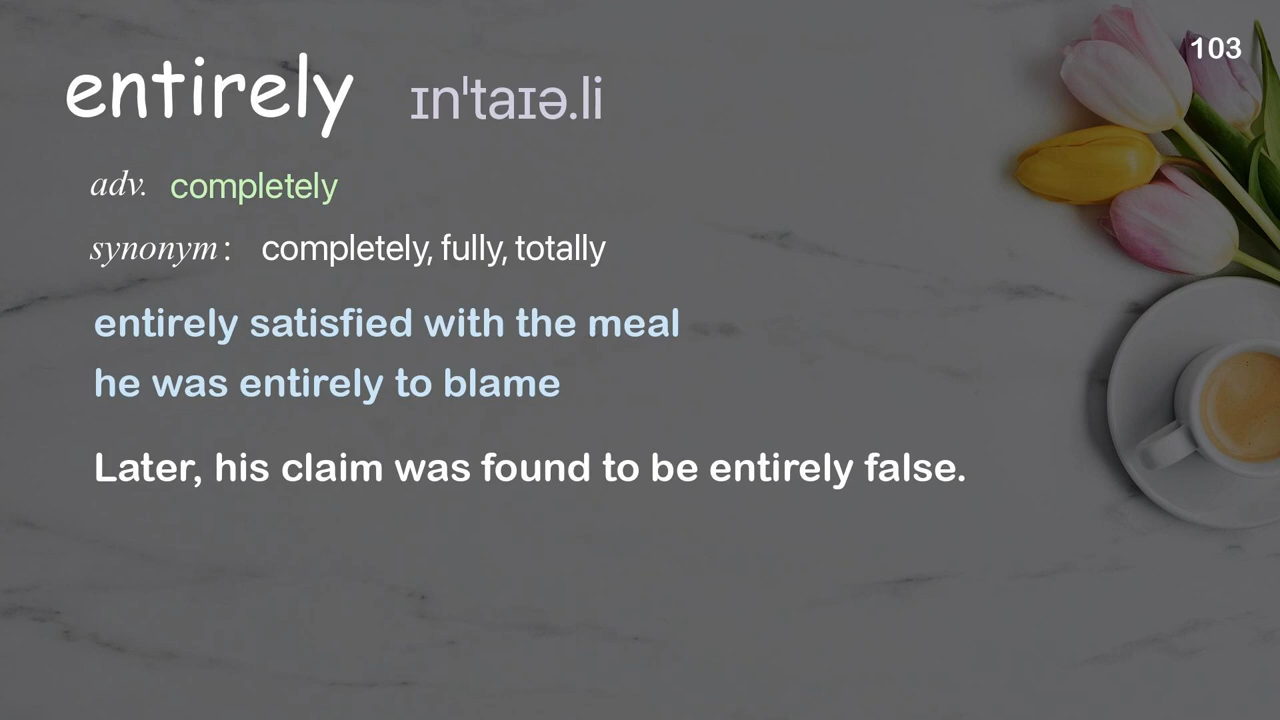 103
entirely ɪnˈtaɪə.li
adv. completely
synonym: completely, fully, totally
entirely satisfied with the meal
he was entirely to blame
Later, his claim was found to be entirely false.